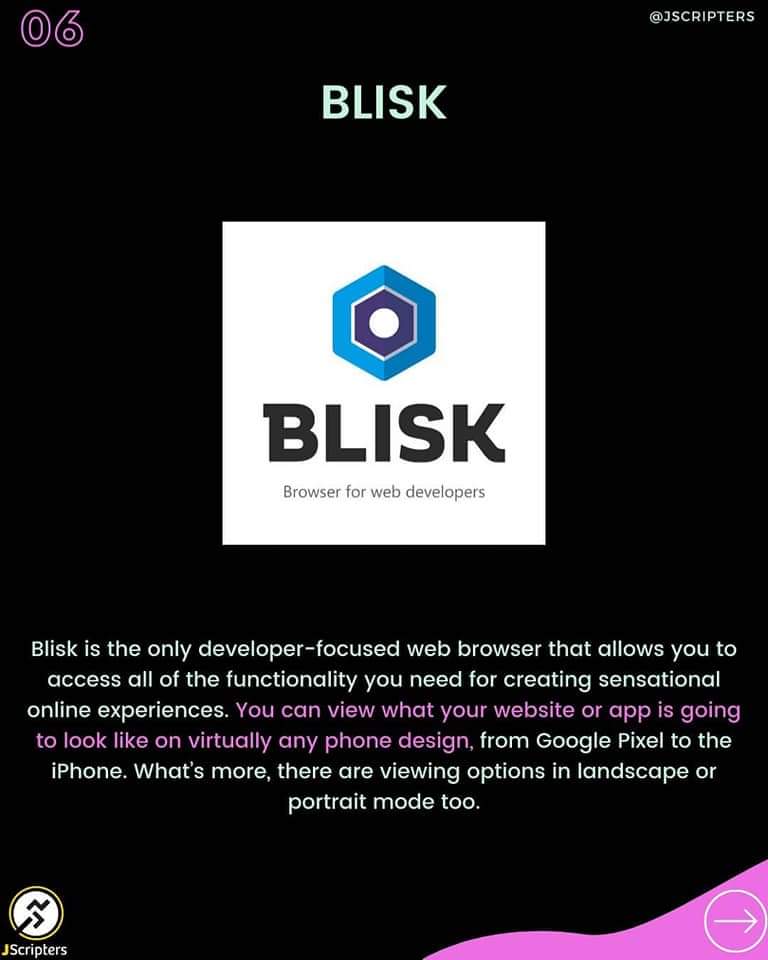 06
@JSCRIPTERS
BLISK
BLISK
Browser for web developers
Blisk is the only developer-focused web browser that allows you to
access all of the functionality you need for creating sensational
online experiences. You can view what your website or app is going
to look like on virtually any phone design, from Google Pixel to the
iPhone. What's more, there are viewing options in landscape or
portrait mode too.
JScripters